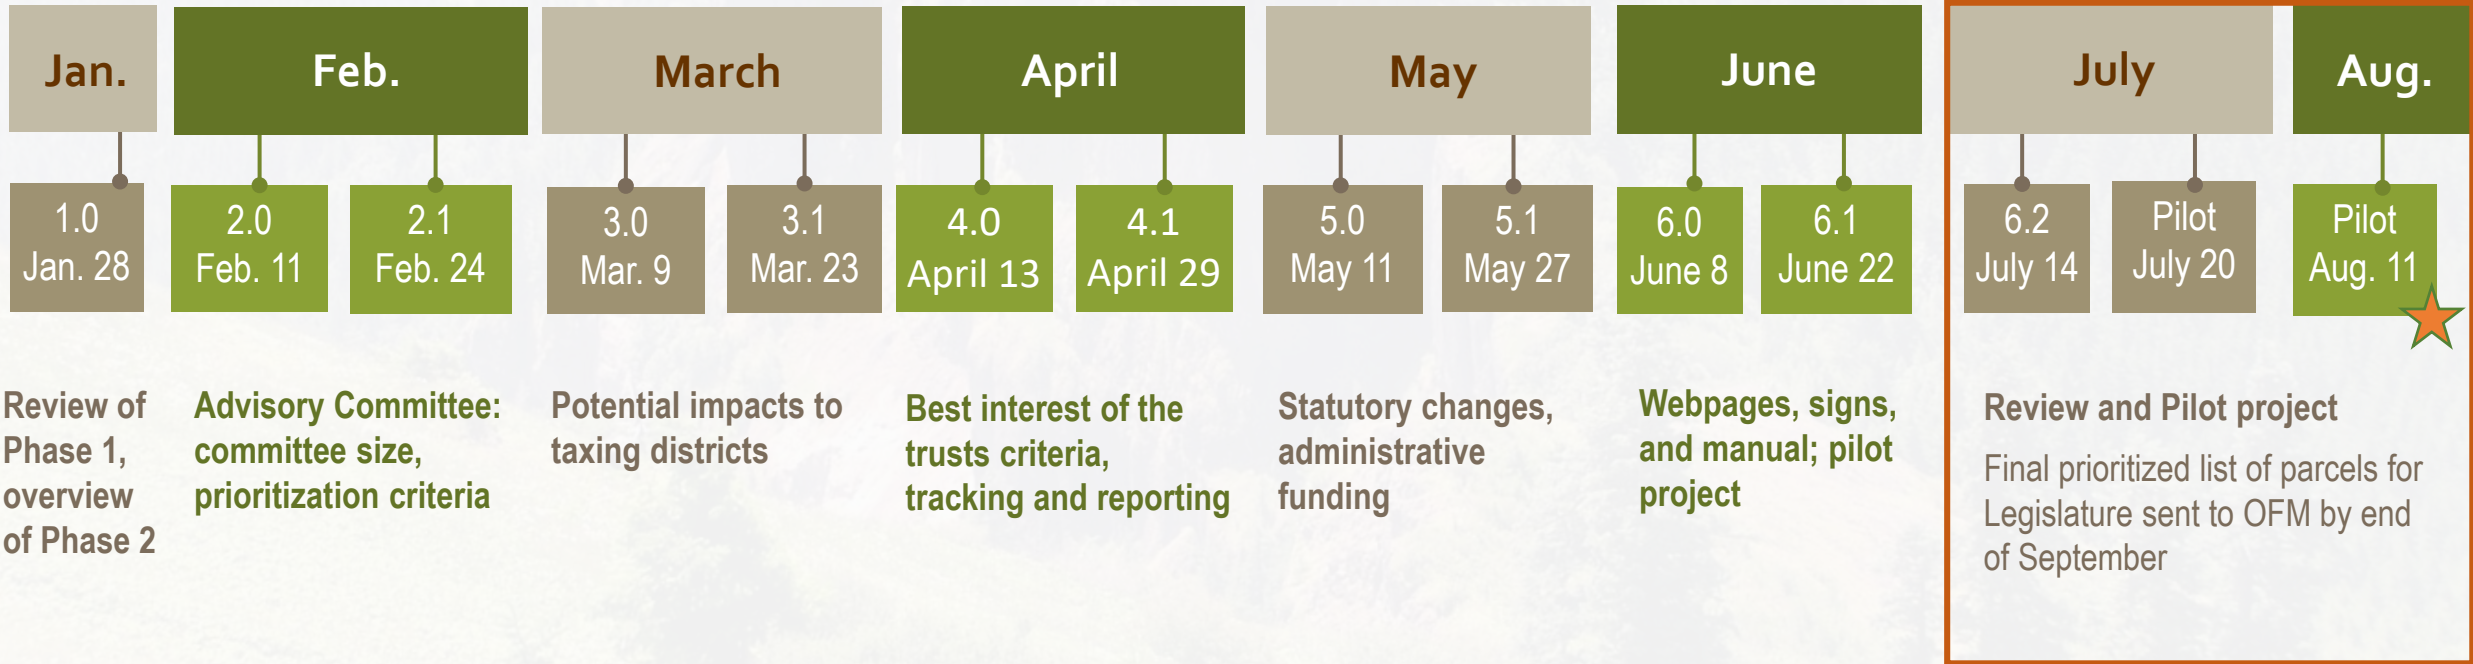 Jan.
Feb.
March
April
May
June
July
Aug.
1.0
Jan. 28
2.0
Feb. 11
2.1
Feb. 24
3.0
Mar. 9
3.1
Mar. 23
4.0
April 13
4.1
April 29
5.0
May 11
5.1
May 27
6.0
June 8
6.1
June 22
6.2
July 14
Pilot
July 20
Pilot
Aug. 11
Review of
Phase 1,
overview
of Phase 2
Advisory Committee:
committee size,
prioritization criteria
Potential impacts to
taxing districts
Best interest of the
trusts criteria,
tracking and reporting
Statutory changes,
administrative
funding
Webpages, signs,
and manual; pilot
project
Review and Pilot project
Final prioritized list of parcels for
Legislature sent to OFM by end
of September